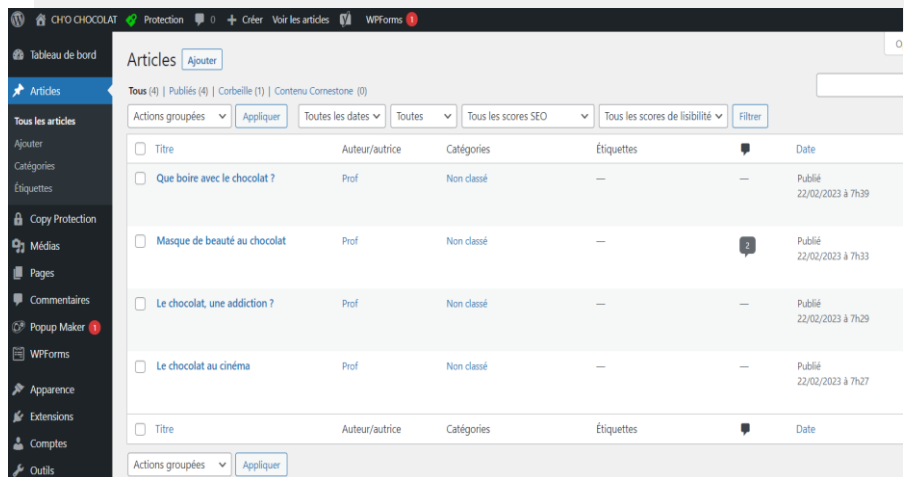 CH'O CHOCOLAT Protection 0 + Créer Voir les articles WPForms 1
Tableau de bord
Articles
Tous les articles
Ajouter
Catégories
Étiquettes
Copy Protection
Médias
Pages
Commentaires
Popup Maker 1
WPForms
Apparence
Extensions
Comptes
Outils
Articles Ajouter
Tous (4) | Publiés (4) | Corbeille (1) | Contenu Cornestone (0)
Actions groupées Appliquer Toutes les dates Toutes Tous les scores SEO Tous les scores de lisibilité Filtrer
Titre Auteur/autrice Catégories Étiquettes Date
Que boire avec le chocolat ? Prof Non classé — — Publié
22/02/2023 à 7h39
Masque de beauté au chocolat Prof Non classé — 2 Publié
22/02/2023 à 7h33
Le chocolat, une addiction ? Prof Non classé — — Publié
22/02/2023 à 7h29
Le chocolat au cinéma Prof Non classé — — Publié
22/02/2023 à 7h27
Titre Auteur/autrice Catégories Étiquettes Date
Actions groupées Appliquer